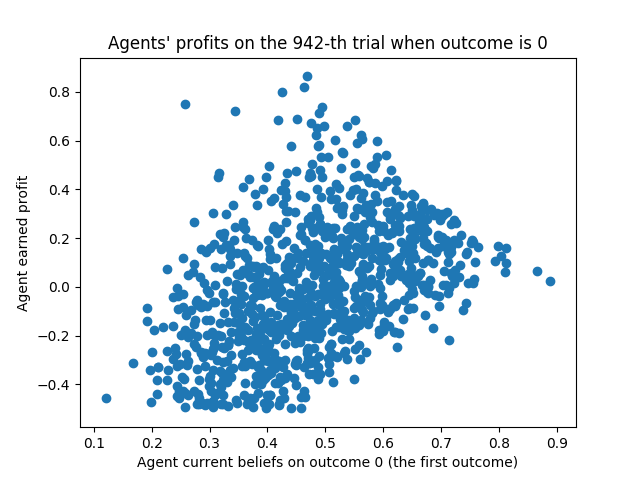 Agents' profits on the 942-th trial when outcome is 0
Agent earned profit
0.8
0.6
0.4
0.2
0.0
−0.2
−0.4
0.1 0.2 0.3 0.4 0.5 0.6 0.7 0.8 0.9
Agent current beliefs on outcome 0 (the first outcome)